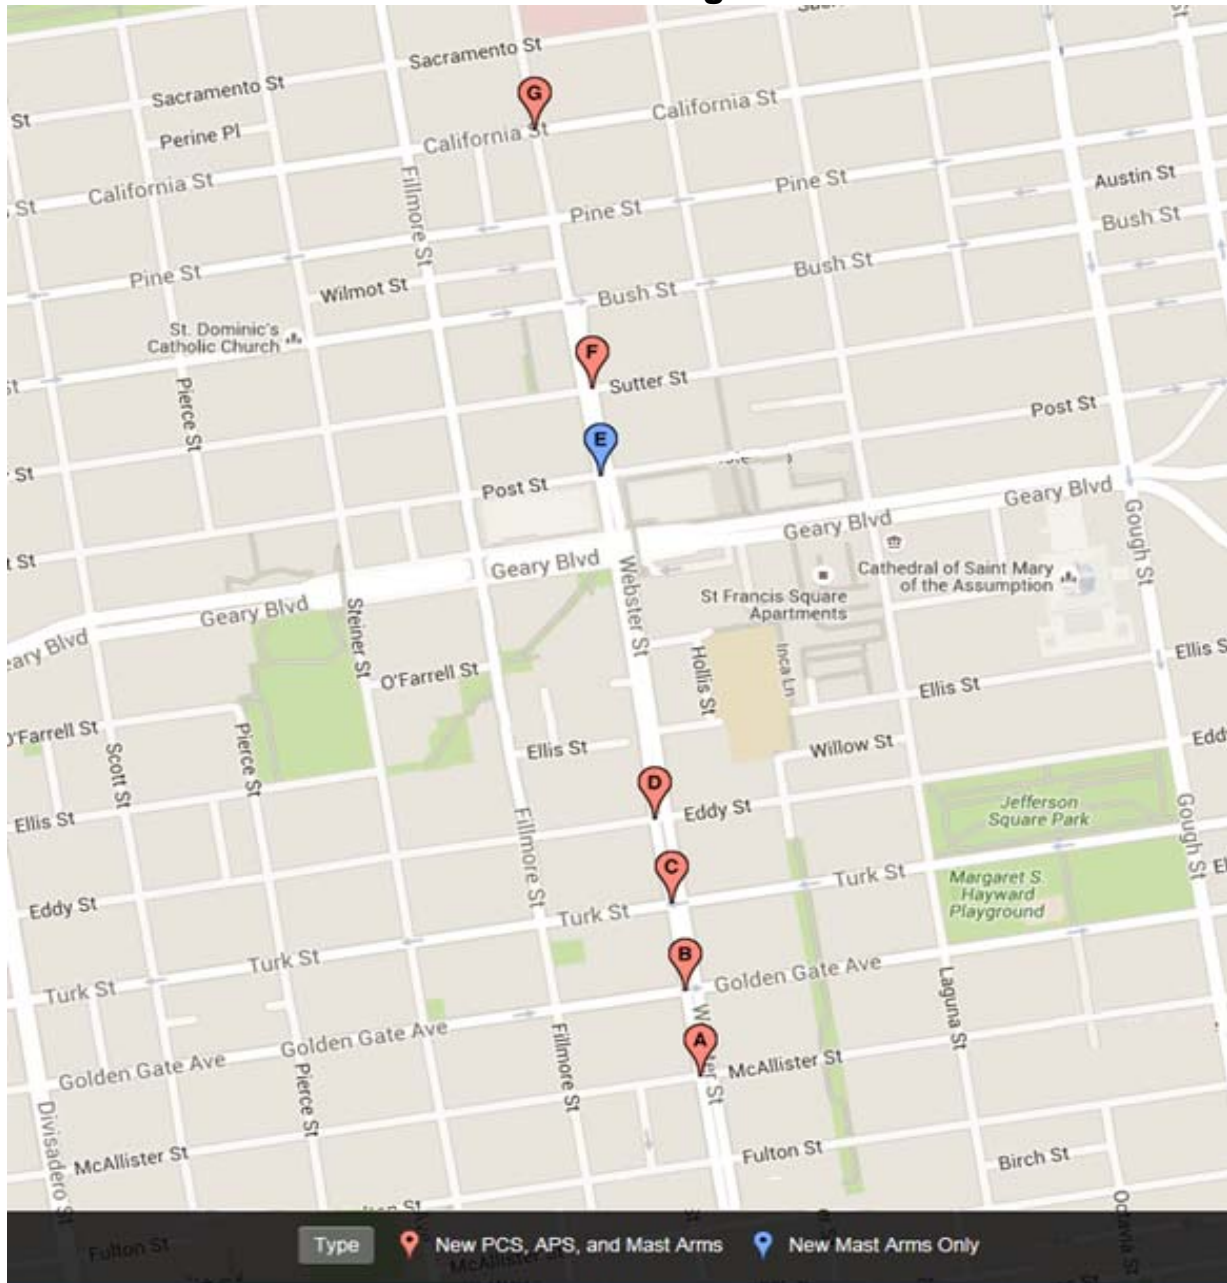 g
Sacramento St
Sacramento St
St
Perine Pl
G
California St
California St
California St
St
Fillmore St
Pine St
Pine St
Pine St
Austin St
Bush St
Bush St
Bush St
Wilmot St
St. Dominic's
Catholic Church
Pierce St
F
Sutter St
E
Post St
Post St
St
St
Geary Blvd
Geary Blvd
Geary Blvd
Geary Blvd
Gough St
Webster St
Cathedral of Saint Mary
of the Assumption
St Francis Square
Apartments
Steiner St
O'Farrell St
Hollis St
Inca Ln
Ellis St
Ellis St
O'Farrell St
Pierce St
Scott St
Ellis St
Willow St
D
Eddy St
Jefferson
Square Park
Ellis St
Fillmore St
Gough St
C
Turk St
Margaret S.
Hayward
Playground
Eddy St
Turk St
Turk St
Turk St
B
Golden Gate Ave
Laguna St
A
McAllister St
Golden Gate Ave
Golden Gate Ave
Fillmore St
Pierce St
Divisadero St
McAllister St
Fulton St
Birch St
Octavia St
Type
New PCS, APS, and Mast Arms
New Mast Arms Only
Fulton St
McAllister St